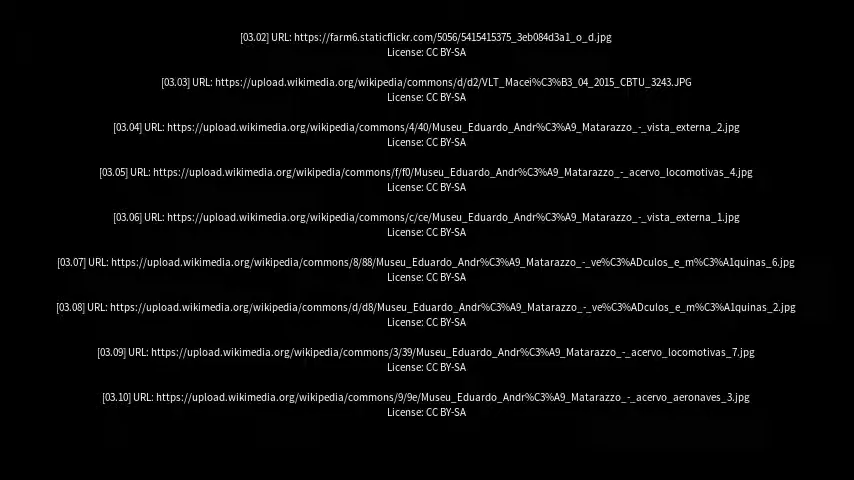 [03.02] URL: https://farm6.staticflickr.com/5056/5415415375_3eb084d3a1_o_d.jpg
License: CC BY-SA
[03.03] URL: https://upload.wikimedia.org/wikipedia/commons/d/d2/VLT_Macei%C3%B3_04_2015_CBTU_3243.JPG
License: CC BY-SA
[03.04] URL: https://upload.wikimedia.org/wikipedia/commons/4/40/Museu_Eduardo_Andr%C3%A9_Matarazzo_-_vista_externa_2.jpg
License: CC BY-SA
[03.05] URL: https://upload.wikimedia.org/wikipedia/commons/f/f0/Museu_Eduardo_Andr%C3%A9_Matarazzo_-_acervo_locomotivas_4.jpg
License: CC BY-SA
[03.06] URL: https://upload.wikimedia.org/wikipedia/commons/c/ce/Museu_Eduardo_Andr%C3%A9_Matarazzo_-_vista_externa_1.jpg
License: CC BY-SA
[03.07] URL: https://upload.wikimedia.org/wikipedia/commons/8/88/Museu_Eduardo_Andr%C3%A9_Matarazzo_-_ve%C3%ADculos_e_m%C3%A1quinas_6.jpg
License: CC BY-SA
[03.08] URL: https://upload.wikimedia.org/wikipedia/commons/d/d8/Museu_Eduardo_Andr%C3%A9_Matarazzo_-_ve%C3%ADculos_e_m%C3%A1quinas_2.jpg
License: CC BY-SA
[03.09] URL: https://upload.wikimedia.org/wikipedia/commons/3/39/Museu_Eduardo_Andr%C3%A9_Matarazzo_-_acervo_locomotivas_7.jpg
License: CC BY-SA
[03.10] URL: https://upload.wikimedia.org/wikipedia/commons/9/9e/Museu_Eduardo_Andr%C3%A9_Matarazzo_-_acervo_aeronaves_3.jpg
License: CC BY-SA